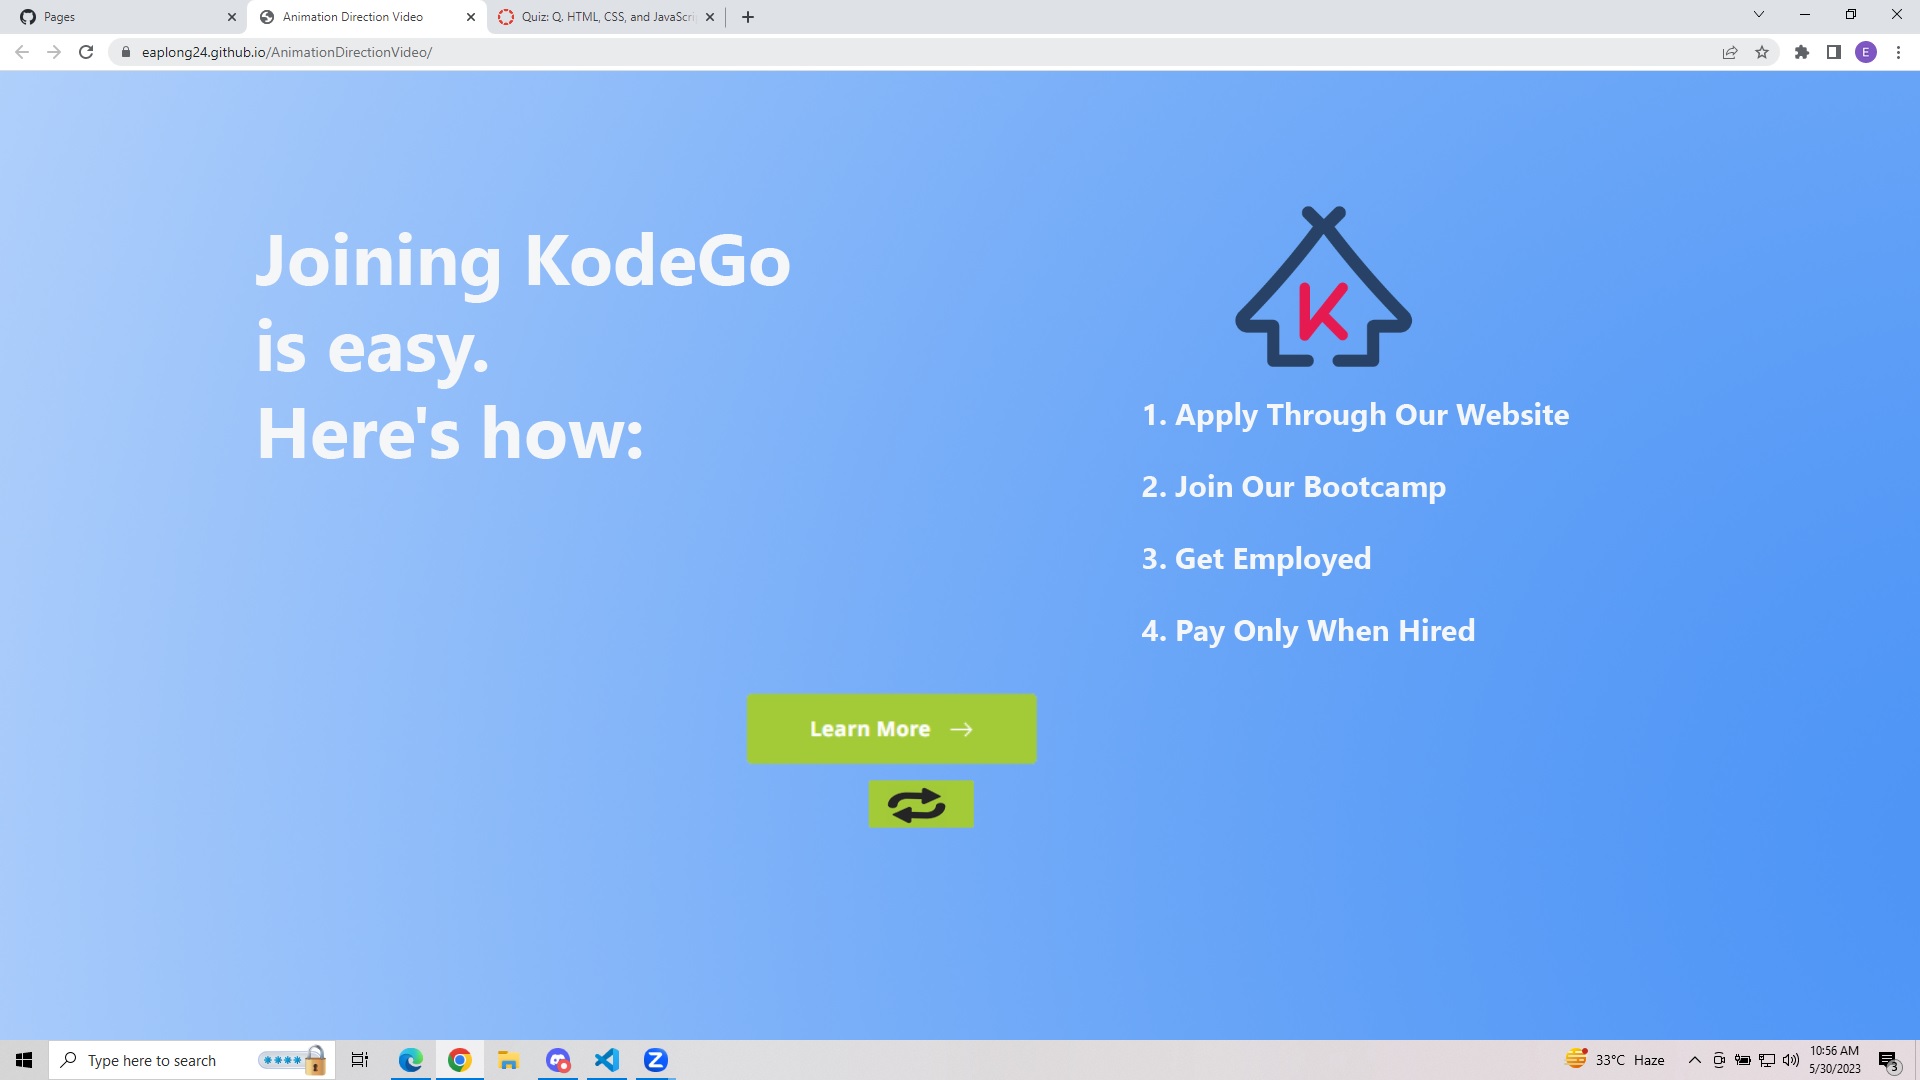 Pages
Animation Direction Video
Quiz: Q. HTML, CSS, and JavaScri
eaplong24.github.io/AnimationDirectionVideo/
E
Joining KodeGo
is easy.
Here's how:
K
1. Apply Through Our Website
2. Join Our Bootcamp
3. Get Employed
4. Pay Only When Hired
Learn More
Type here to search
33°C Haze
10:56 AM
5/30/2023
3